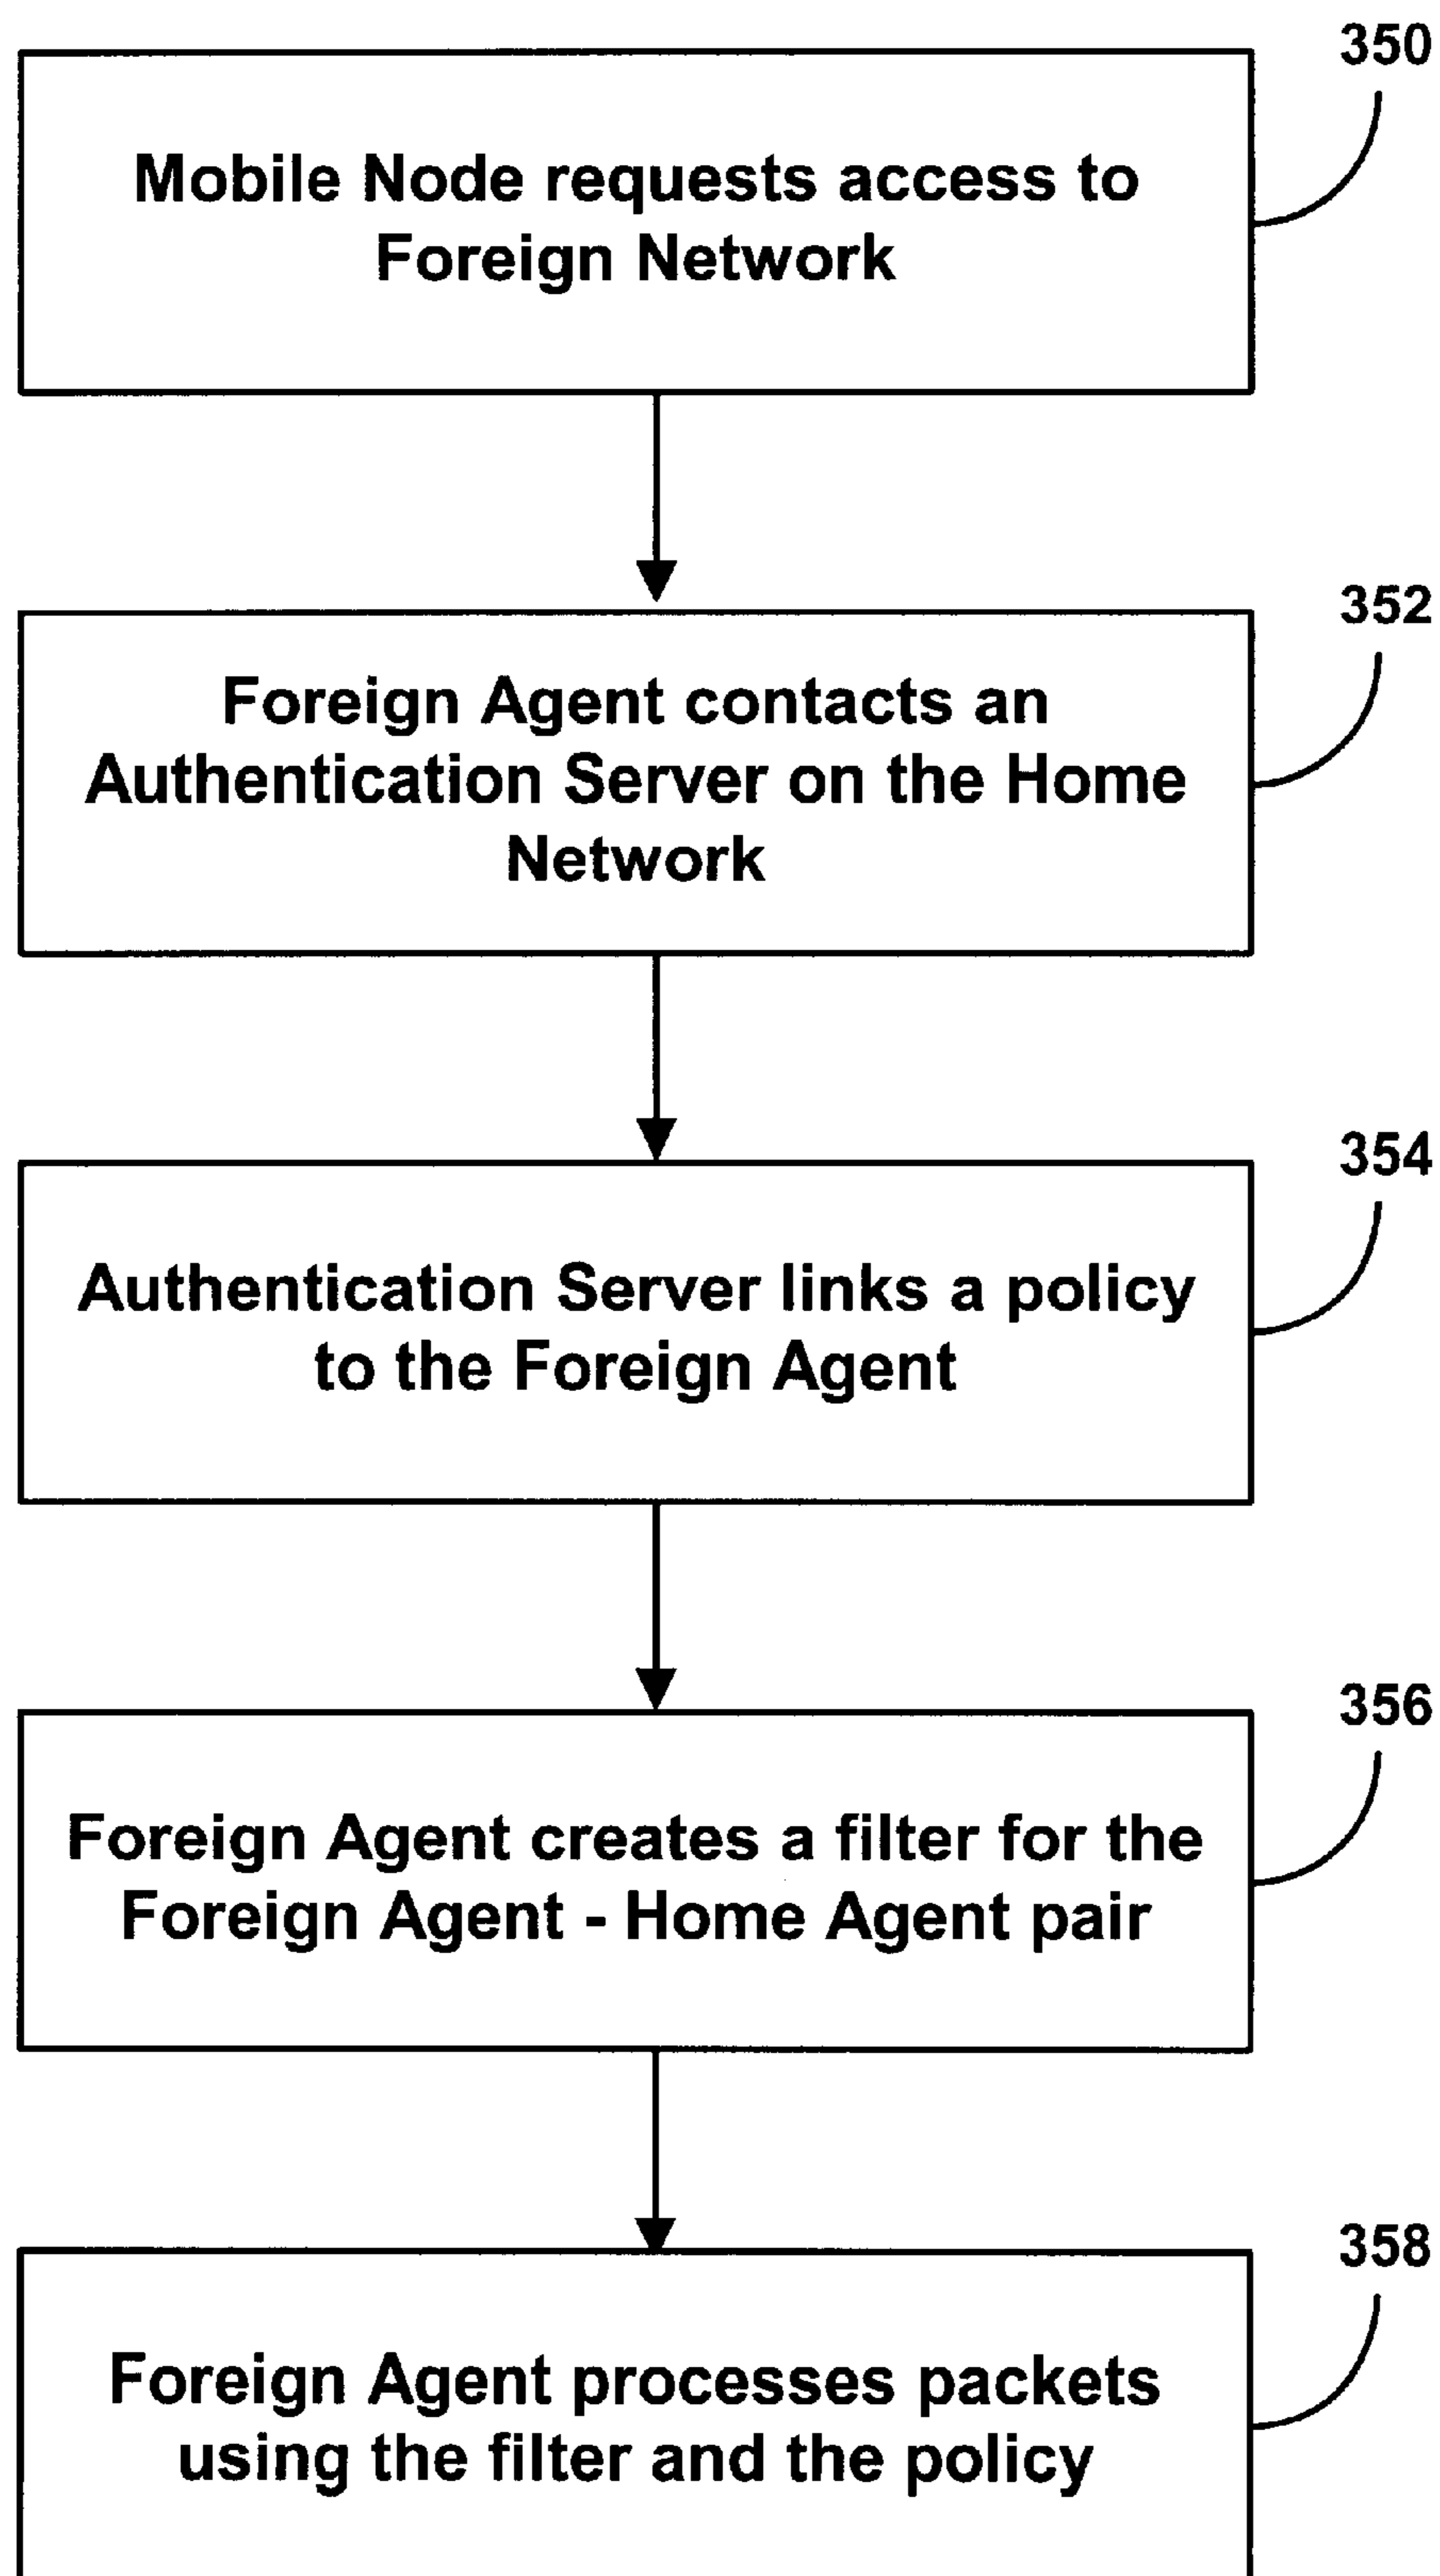 350
Mobile Node requests access to
Foreign Network
352
Foreign Agent contacts an
Authentication Server on the Home
Network
354
Authentication Server links a policy
to the Foreign Agent
356
Foreign Agent creates a filter for the
Foreign Agent - Home Agent pair
358
Foreign Agent processes packets
using the filter and the policy